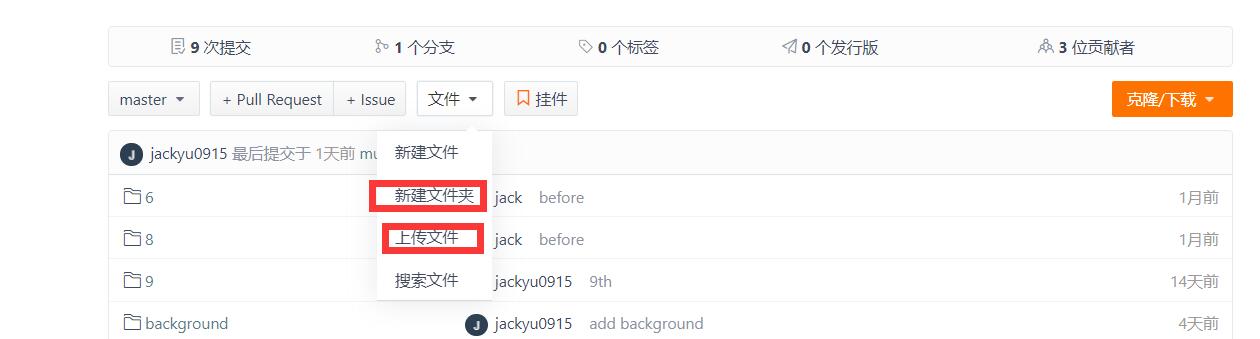 9 次提交 1 个分支 0 个标签 0 个发行版 3 位贡献者
master + Pull Request + Issue 文件 挂件 克隆/下载
J jackyu0915 最后提交于 1天前 mu
新建文件
新建文件夹
上传文件
搜索文件
6 jack before 1月前
8 jack before 1月前
9 jackyu0915 9th 14天前
background J jackyu0915 add background 4天前